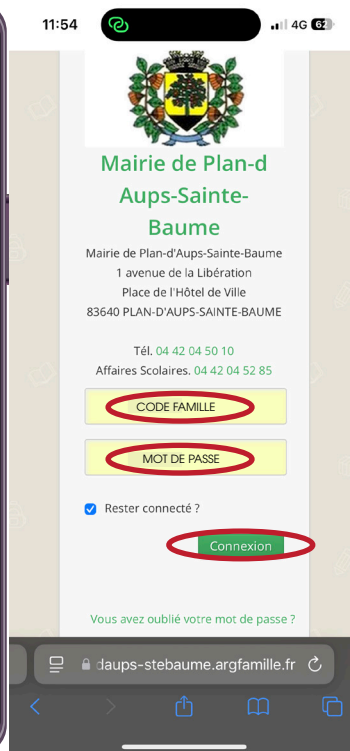 11:54
4G 62
Mairie de Plan-d
Aups-Sainte-
Baume
Mairie de Plan-d'Aups-Sainte-Baume
1 avenue de la Libération
Place de l'Hôtel de Ville
83640 PLAN-D'AUPS-SAINTE-BAUME
Tél. 04 42 04 50 10
Affaires Scolaires. 04 42 04 52 85
CODE FAMILLE
MOT DE PASSE
Rester connecté ?
Connexion
Vous avez oublié votre mot de passe ?
daups-stebaume.argfamille.fr